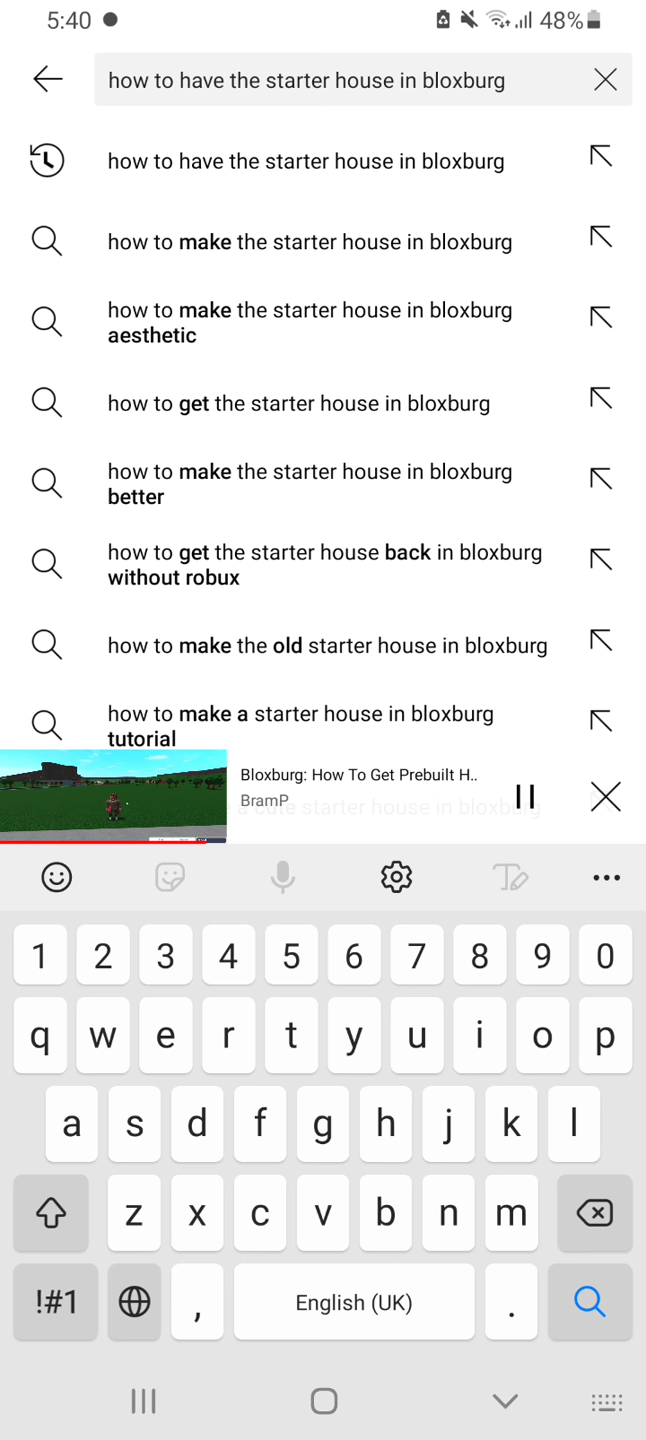 5:40
48%
how to have the starter house in bloxburg
how to have the starter house in bloxburg
how to make the starter house in bloxburg
how to make the starter house in bloxburg
aesthetic
how to get the starter house in bloxburg
how to make the starter house in bloxburg
better
how to get the starter house back in bloxburg
without robux
how to make the old starter house in bloxburg
how to make a starter house in bloxburg
tutorial
Bloxburg: How To Get Prebuilt H..
BramP
a cute starter house in bloxburg
1 2 3 4 5 6 7 8 9 0
q w e r t y u i o p
a s d f g h j k l
z x c v b n m
!#1 , English (UK) .